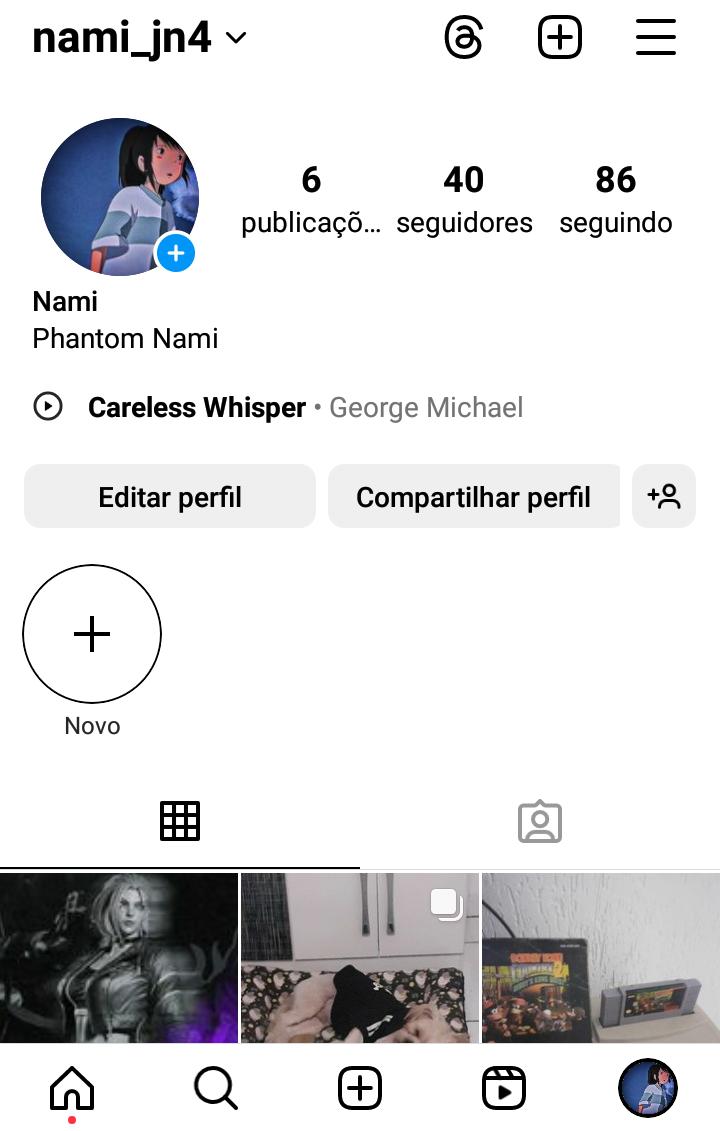 nami_jn4
6 40 86
publicaçõ... seguidores seguindo
Nami
Phantom Nami
Careless Whisper • George Michael
Editar perfil Compartilhar perfil
Novo